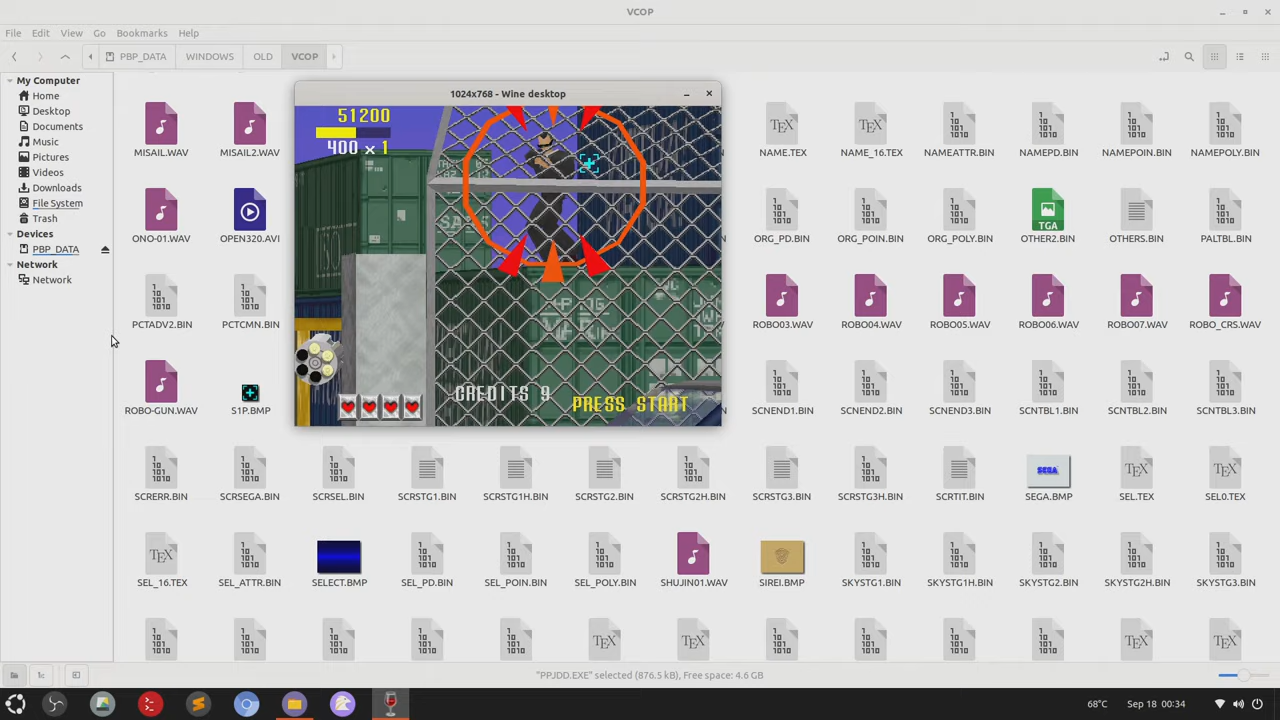 VCOP
File Edit View Go Bookmarks Help
PBP_DATA WINDOWS OLD VCOP
My Computer
Home
Desktop
Documents
Music
Pictures
Videos
Downloads
File System
Trash
Devices
PBP_DATA
Network
Network
1024x768 - Wine desktop
51200
400 x 1
CREDITS 9
PRESS START
MISAIL.WAV MISAIL2.WAV NAME.TEX NAME_16.TEX NAMEATTR.BIN NAMEPD.BIN NAMEPOIN.BIN NAMEPOLY.BIN
ONO-01.WAV OPEN320.AVI ORG_PD.BIN ORG_POIN.BIN ORG_POLY.BIN OTHER2.BIN OTHERS.BIN PALTBL.BIN
PCTADV2.BIN PCTCMN.BIN ROBO03.WAV ROBO04.WAV ROBO05.WAV ROBO06.WAV ROBO07.WAV ROBO_CRS.WAV
ROBO-GUN.WAV S1P.BMP SCNEND1.BIN SCNEND2.BIN SCNEND3.BIN SCNTBL1.BIN SCNTBL2.BIN SCNTBL3.BIN
SCRERR.BIN SCRSEGA.BIN SCRSEL.BIN SCRSTG1.BIN SCRSTG1H.BIN SCRSTG2.BIN SCRSTG2H.BIN SCRSTG3.BIN SCRSTG3H.BIN SCRTIT.BIN SEGA.BMP SEL.TEX SEL0.TEX
SEL_16.TEX SEL_ATTR.BIN SELECT.BMP SEL_PD.BIN SEL_POIN.BIN SEL_POLY.BIN SHUJIN01.WAV SIREI.BMP SKYSTG1.BIN SKYSTG1H.BIN SKYSTG2.BIN SKYSTG2H.BIN SKYSTG3.BIN
"PPJDD.EXE" selected (876.5 kB), Free space: 4.6 GB
68°C Sep 18 00:34